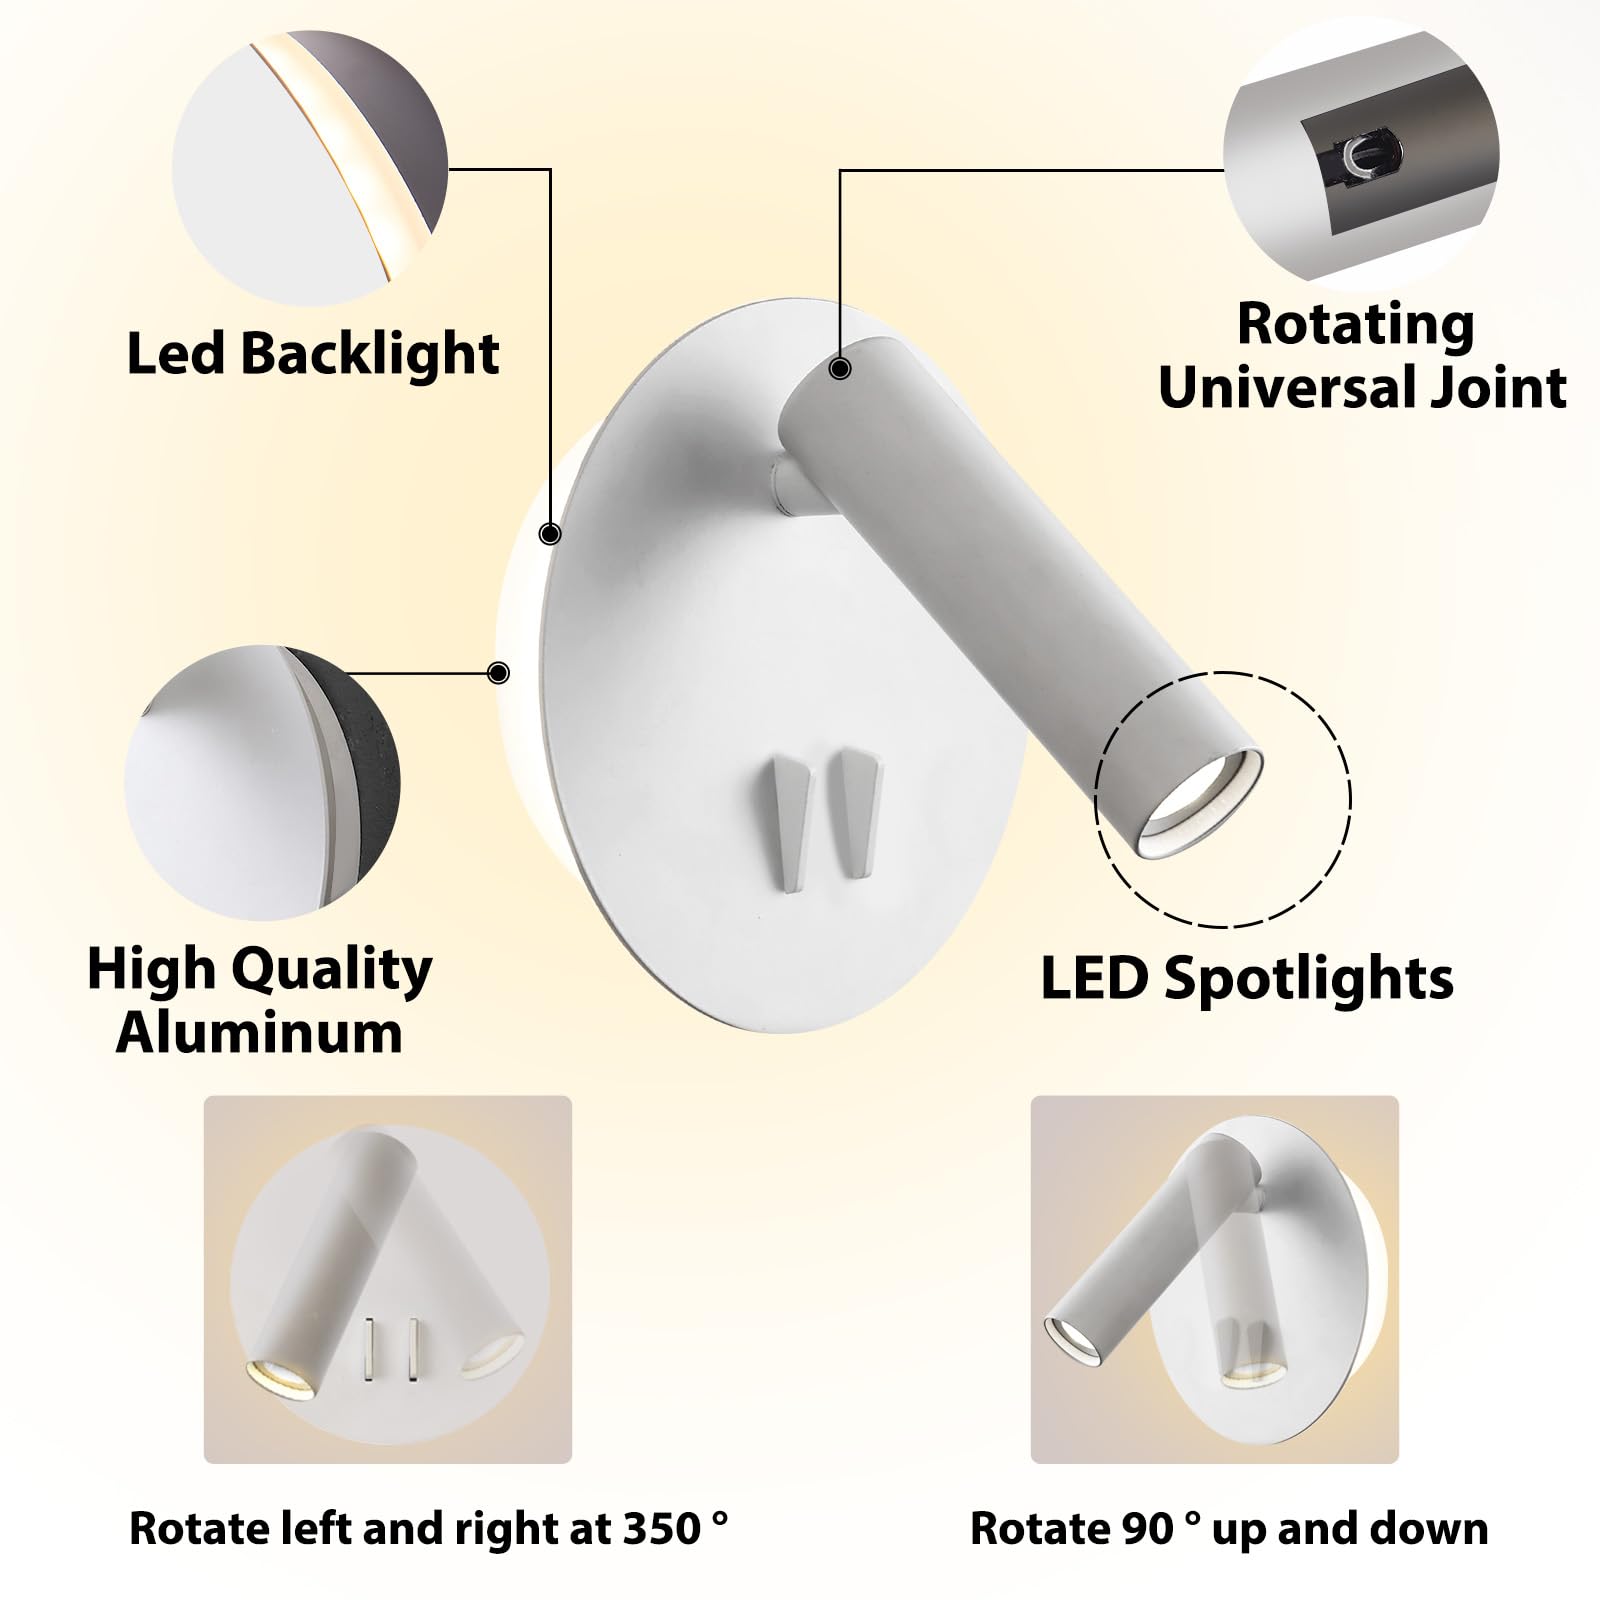 Led Backlight
Rotating
Universal Joint
High Quality
Aluminum
LED Spotlights
Rotate left and right at 350 °
Rotate 90 ° up and down